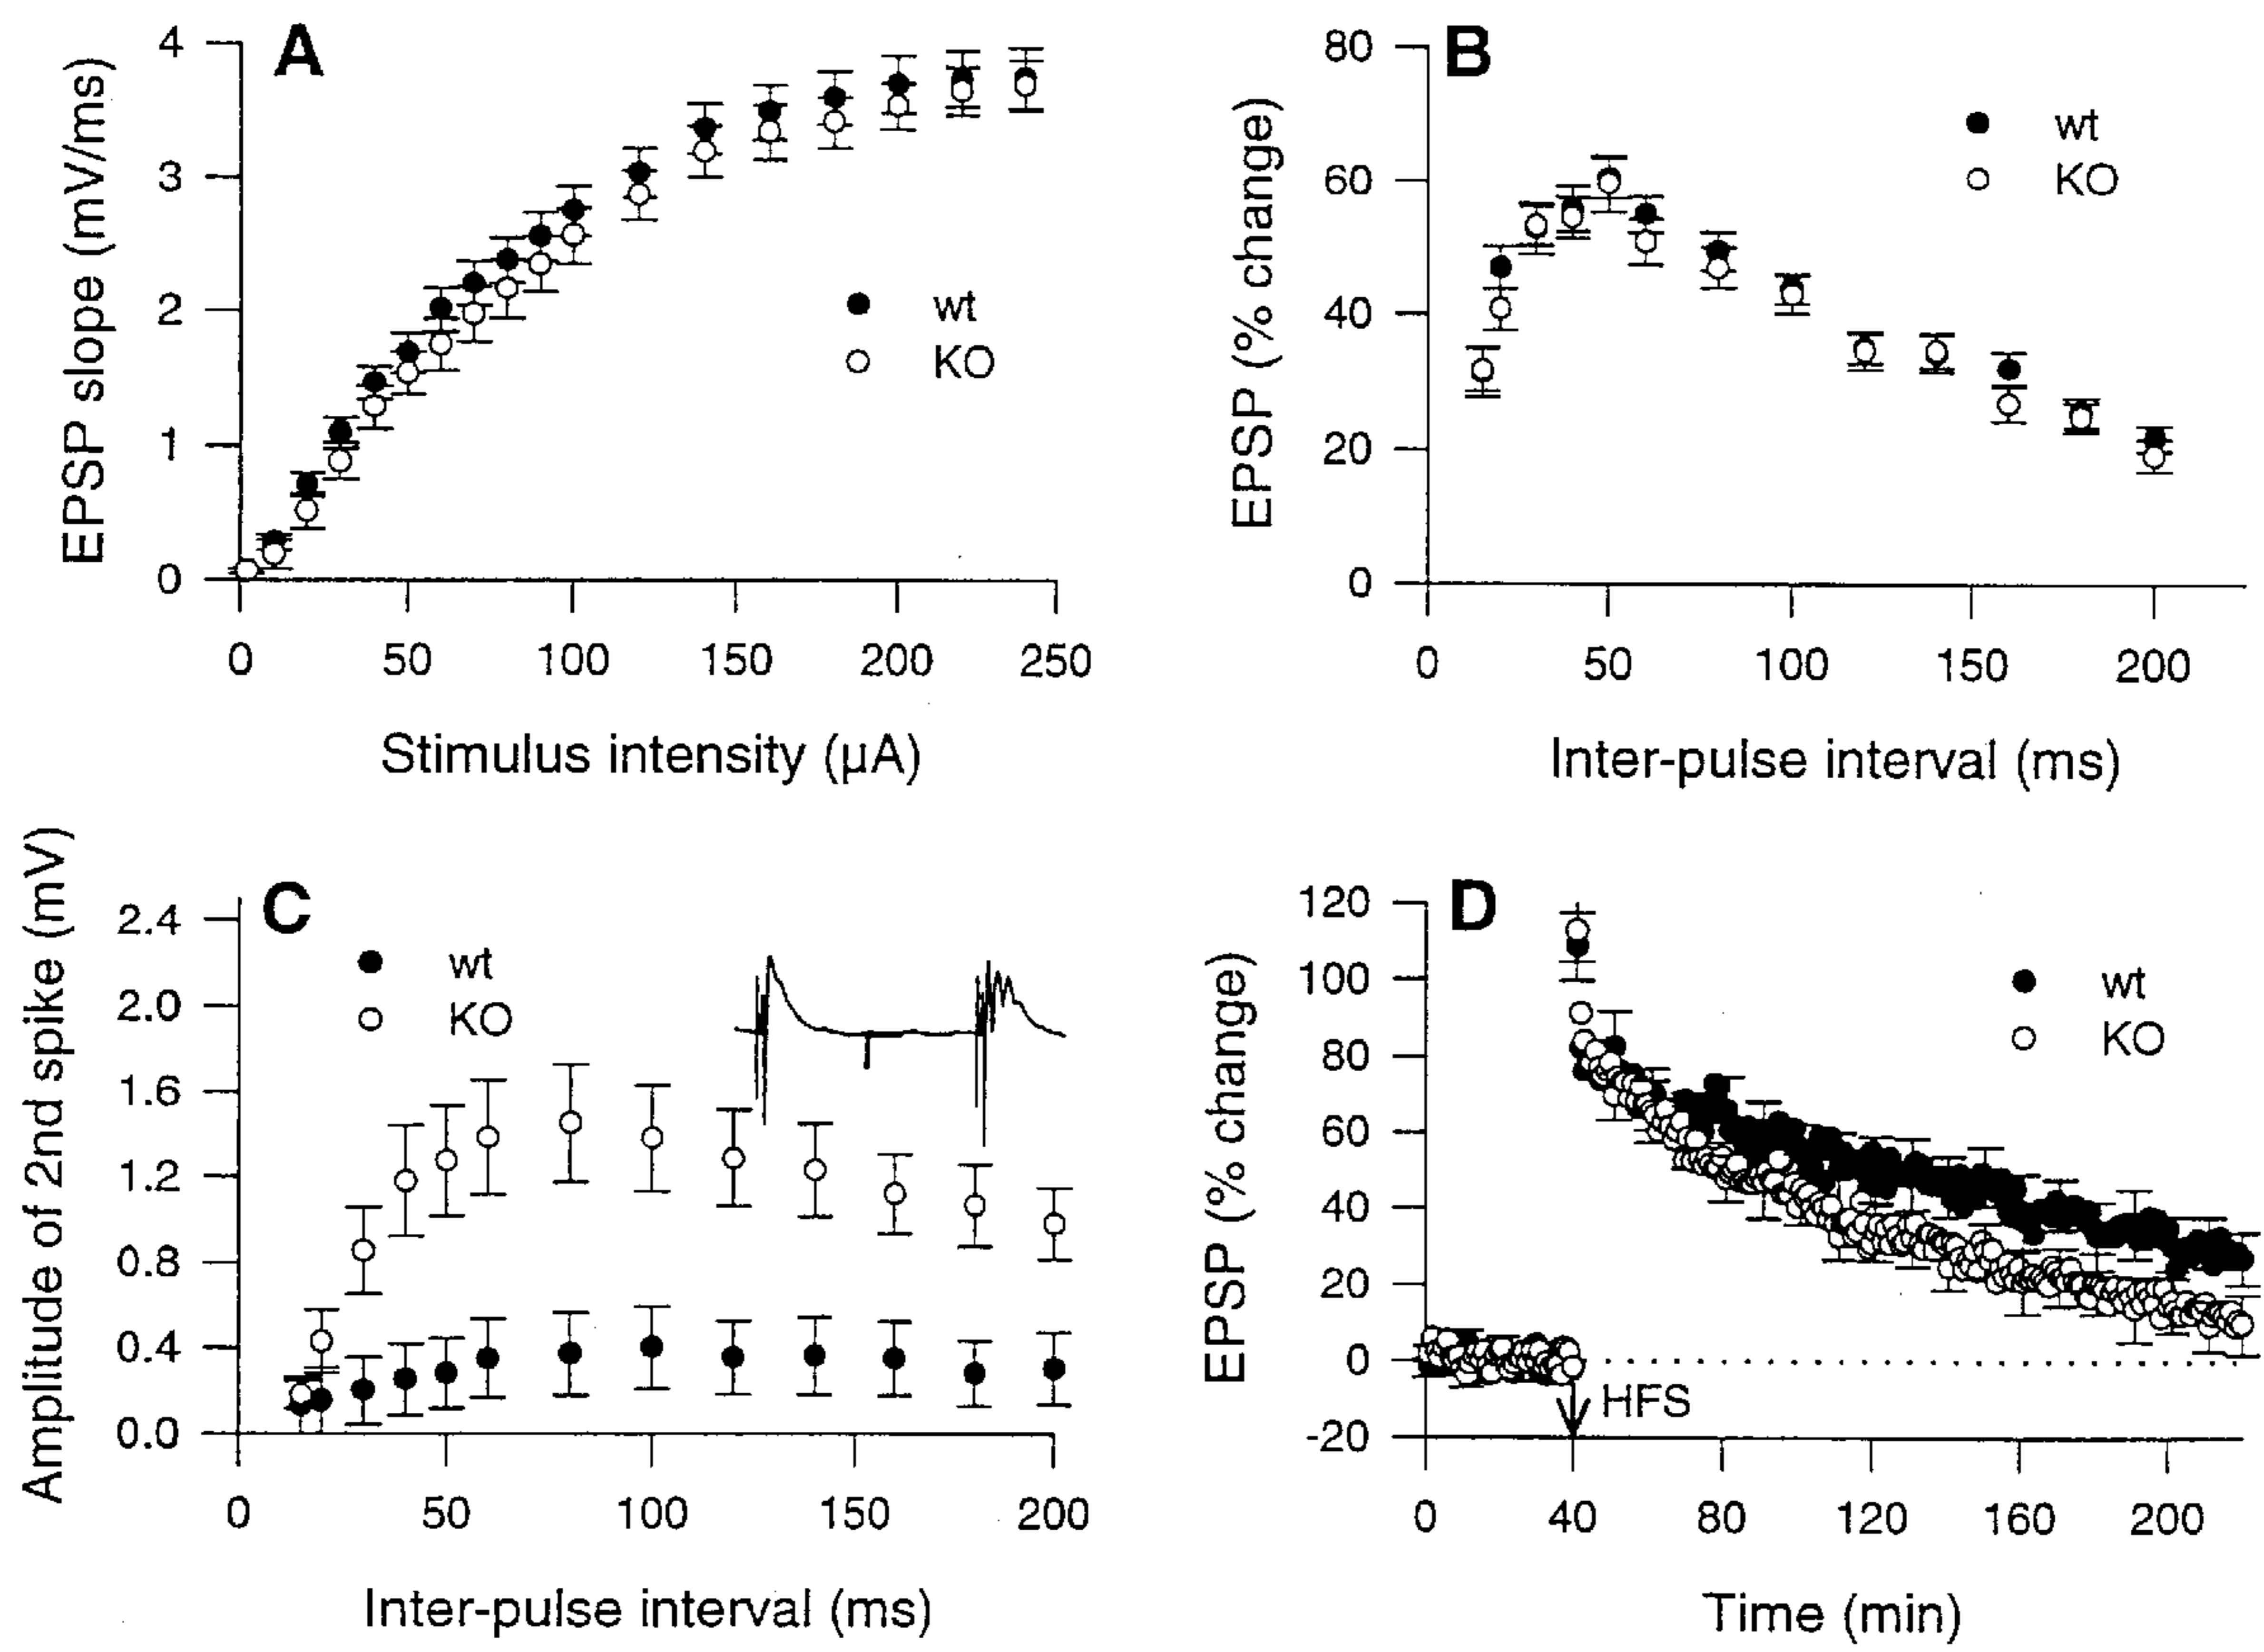 A
EPSP slope (mV/ms)
4
3
2
1
0
wt
KO
0 50 100 150 200 250
Stimulus intensity (µA)
B
EPSP (% change)
80
60
40
20
0
wt
KO
0 50 100 150 200
Inter-pulse interval (ms)
C
Amplitude of 2nd spike (mV)
2.4
2.0
1.6
1.2
0.8
0.4
0.0
wt
KO
0 50 100 150 200
Inter-pulse interval (ms)
D
EPSP (% change)
120
100
80
60
40
20
0
-20
wt
KO
HFS
0 40 80 120 160 200
Time (min)